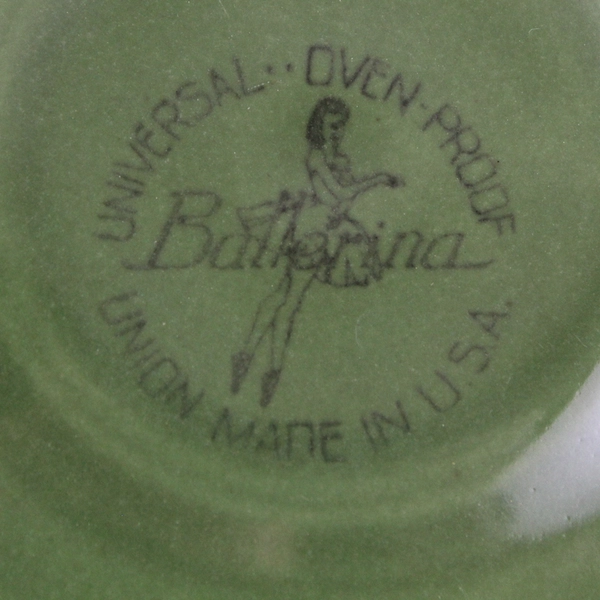 UNIVERSAL·· OVEN-PROOF
Ballerina
UNION MADE IN U.S.A.